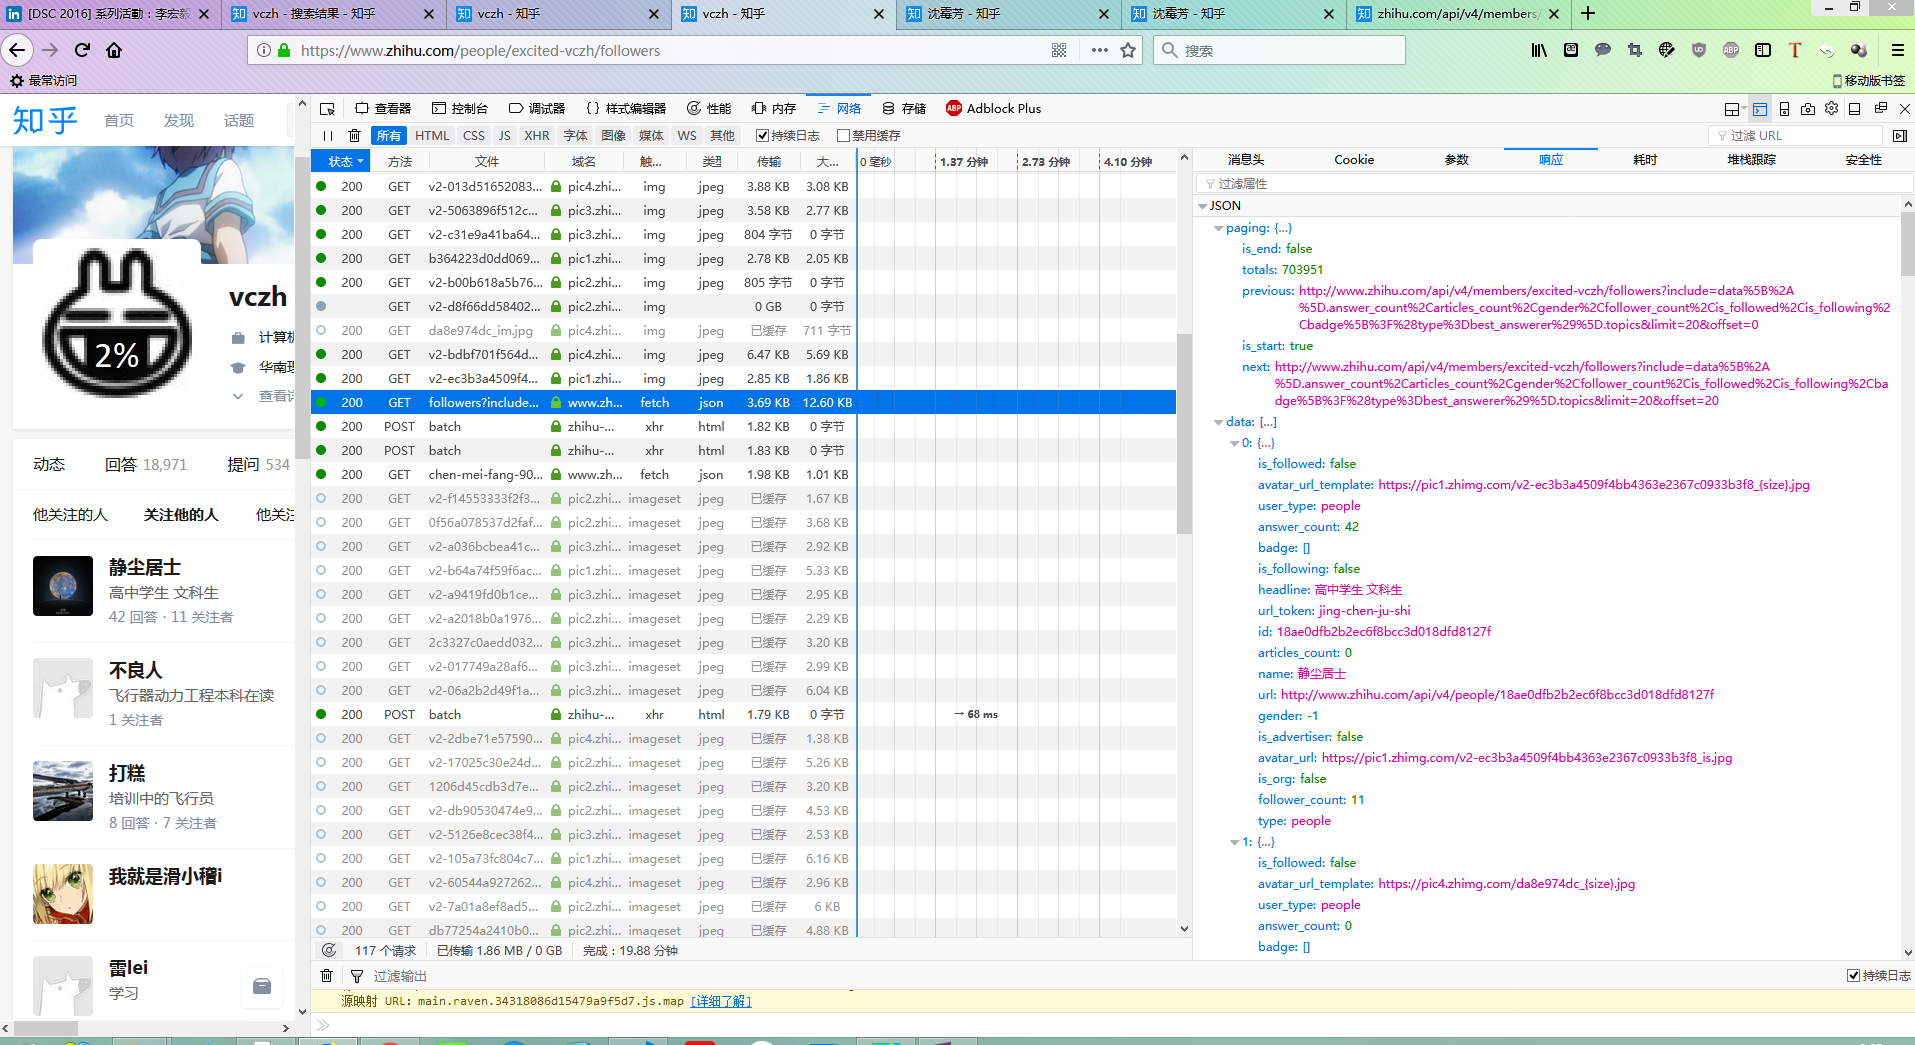 [DSC 2016] 系列活動：李宏毅
vczh - 搜索结果 - 知乎
vczh - 知乎
vczh - 知乎
沈霉芳 - 知乎
沈霉芳 - 知乎
zhihu.com/api/v4/members/
https://www.zhihu.com/people/excited-vczh/followers
搜索
最常访问
移动版书签
知乎 首页 发现 话题
2%
vczh
计算机
华南理
查看详
动态 回答 18,971 提问 534
他关注的人 关注他的人 他关注
静尘居士
高中学生 文科生
42 回答 · 11 关注者
不良人
飞行器动力工程本科在读
1 关注者
打糕
培训中的飞行员
8 回答 · 7 关注者
我就是滑小稽i
雷lei
学习
查看器 控制台 调试器 {} 样式编辑器 性能 内存 网络 存储 ABP Adblock Plus
所有 HTML CSS JS XHR 字体 图像 媒体 WS 其他 持续日志 禁用缓存 过滤 URL
状态 方法 文件 域名 触... 类型 传输 大... 0 毫秒 1.37 分钟 2.73 分钟 4.10 分钟
200 GET v2-013d51652083... pic4.zhi... img jpeg 3.88 KB 3.08 KB
200 GET v2-5063896f512c... pic3.zhi... img jpeg 3.58 KB 2.77 KB
200 GET v2-c31e9a41ba64... pic3.zhi... img jpeg 804 字节 0 字节
200 GET b364223d0dd069... pic1.zhi... img jpeg 2.78 KB 2.05 KB
200 GET v2-b00b618a5b76... pic2.zhi... img jpeg 805 字节 0 字节
GET v2-d8f66dd58402... pic2.zhi... img 0 GB 0 字节
200 GET da8e974dc_im.jpg pic4.zhi... img jpeg 已缓存 711 字节
200 GET v2-bdbf701f564d... pic4.zhi... img jpeg 6.47 KB 5.69 KB
200 GET v2-ec3b3a4509f4... pic1.zhi... img jpeg 2.85 KB 1.86 KB
200 GET followers?include... www.zh... fetch json 3.69 KB 12.60 KB
200 POST batch zhihu-... xhr html 1.82 KB 0 字节
200 POST batch zhihu-... xhr html 1.83 KB 0 字节
200 GET chen-mei-fang-90... www.zh... fetch json 1.98 KB 1.01 KB
200 GET v2-f14553333f2f3... pic2.zhi... imageset jpeg 已缓存 1.67 KB
200 GET 0f56a078537d2faf... pic2.zhi... imageset jpeg 已缓存 3.68 KB
200 GET v2-a036bcbea41c... pic3.zhi... imageset jpeg 已缓存 2.92 KB
200 GET v2-b64a74f59f6ac... pic1.zhi... imageset jpeg 已缓存 5.33 KB
200 GET v2-a9419fd0b1ce... pic3.zhi... imageset jpeg 已缓存 2.95 KB
200 GET v2-a2018b0a1976... pic2.zhi... imageset jpeg 已缓存 2.29 KB
200 GET 2c3327c0aedd032... pic3.zhi... imageset jpeg 已缓存 3.20 KB
200 GET v2-017749a28af6... pic3.zhi... imageset jpeg 已缓存 2.99 KB
200 GET v2-06a2b2d49f1a... pic3.zhi... imageset jpeg 已缓存 6.04 KB
200 POST batch zhihu-... xhr html 1.79 KB 0 字节 → 68 ms
200 GET v2-2dbe71e57590... pic4.zhi... imageset jpeg 已缓存 1.38 KB
200 GET v2-17025c30e24d... pic2.zhi... imageset jpeg 已缓存 5.26 KB
200 GET 1206d45cdb3d7e... pic2.zhi... imageset jpeg 已缓存 3.20 KB
200 GET v2-db90530474e9... pic2.zhi... imageset jpeg 已缓存 4.53 KB
200 GET v2-5126e8cec38f4... pic3.zhi... imageset jpeg 已缓存 2.53 KB
200 GET v2-105a73fc804c7... pic1.zhi... imageset jpeg 已缓存 6.16 KB
200 GET v2-60544a927262... pic4.zhi... imageset jpeg 已缓存 2.96 KB
200 GET v2-7a01a8ef8ad5... pic2.zhi... imageset jpeg 已缓存 6 KB
200 GET db77254a2410b0... pic2.zhi... imageset jpeg 已缓存 4.88 KB
117 个请求 已传输 1.86 MB / 0 GB 完成：19.88 分钟
过滤输出 持续日志
源映射 URL: main.raven.34318086d15479a9f5d7.js.map [详细了解]
消息头 Cookie 参数 响应 耗时 堆栈跟踪 安全性
过滤属性
JSON
paging: {...}
is_end: false
totals: 703951
previous: http://www.zhihu.com/api/v4/members/excited-vczh/followers?include=data%5B%2A
%5D.answer_count%2Carticles_count%2Cgender%2Cfollower_count%2Cis_followed%2Cis_following%2
Cbadge%5B%3F%28type%3Dbest_answerer%29%5D.topics&limit=20&offset=0
is_start: true
next: http://www.zhihu.com/api/v4/members/excited-vczh/followers?include=data%5B%2A
%5D.answer_count%2Carticles_count%2Cgender%2Cfollower_count%2Cis_followed%2Cis_following%2Cba
dge%5B%3F%28type%3Dbest_answerer%29%5D.topics&limit=20&offset=20
data: [...]
0: {...}
is_followed: false
avatar_url_template: https://pic1.zhimg.com/v2-ec3b3a4509f4bb4363e2367c0933b3f8_{size}.jpg
user_type: people
answer_count: 42
badge: []
is_following: false
headline: 高中学生 文科生
url_token: jing-chen-ju-shi
id: 18ae0dfb2b2ec6f8bcc3d018dfd8127f
articles_count: 0
name: 静尘居士
url: http://www.zhihu.com/api/v4/people/18ae0dfb2b2ec6f8bcc3d018dfd8127f
gender: -1
is_advertiser: false
avatar_url: https://pic1.zhimg.com/v2-ec3b3a4509f4bb4363e2367c0933b3f8_is.jpg
is_org: false
follower_count: 11
type: people
1: {...}
is_followed: false
avatar_url_template: https://pic4.zhimg.com/da8e974dc_{size}.jpg
user_type: people
answer_count: 0
badge: []